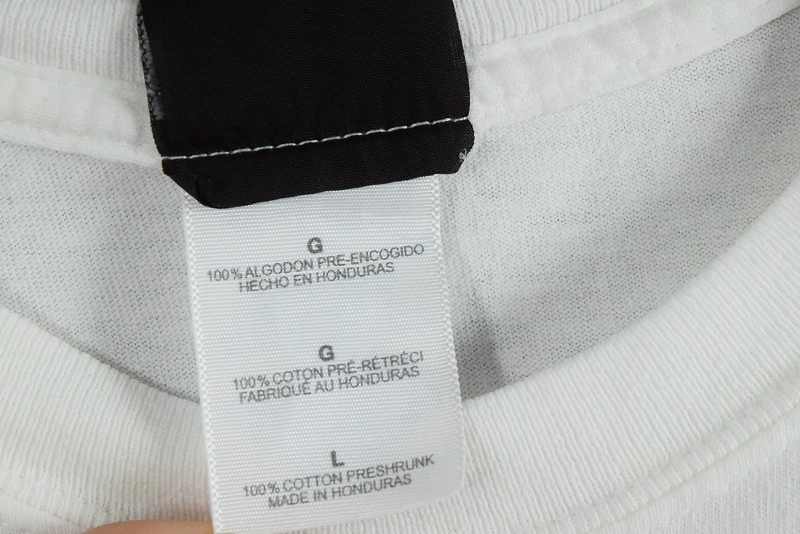 G
100% ALGODON PRE-ENCOGIDO
HECHO EN HONDURAS
G
100% COTON PRÉ-RÉTRÉCI
FABRIQUÉ AU HONDURAS
L
100% COTTON PRESHRUNK
MADE IN HONDURAS